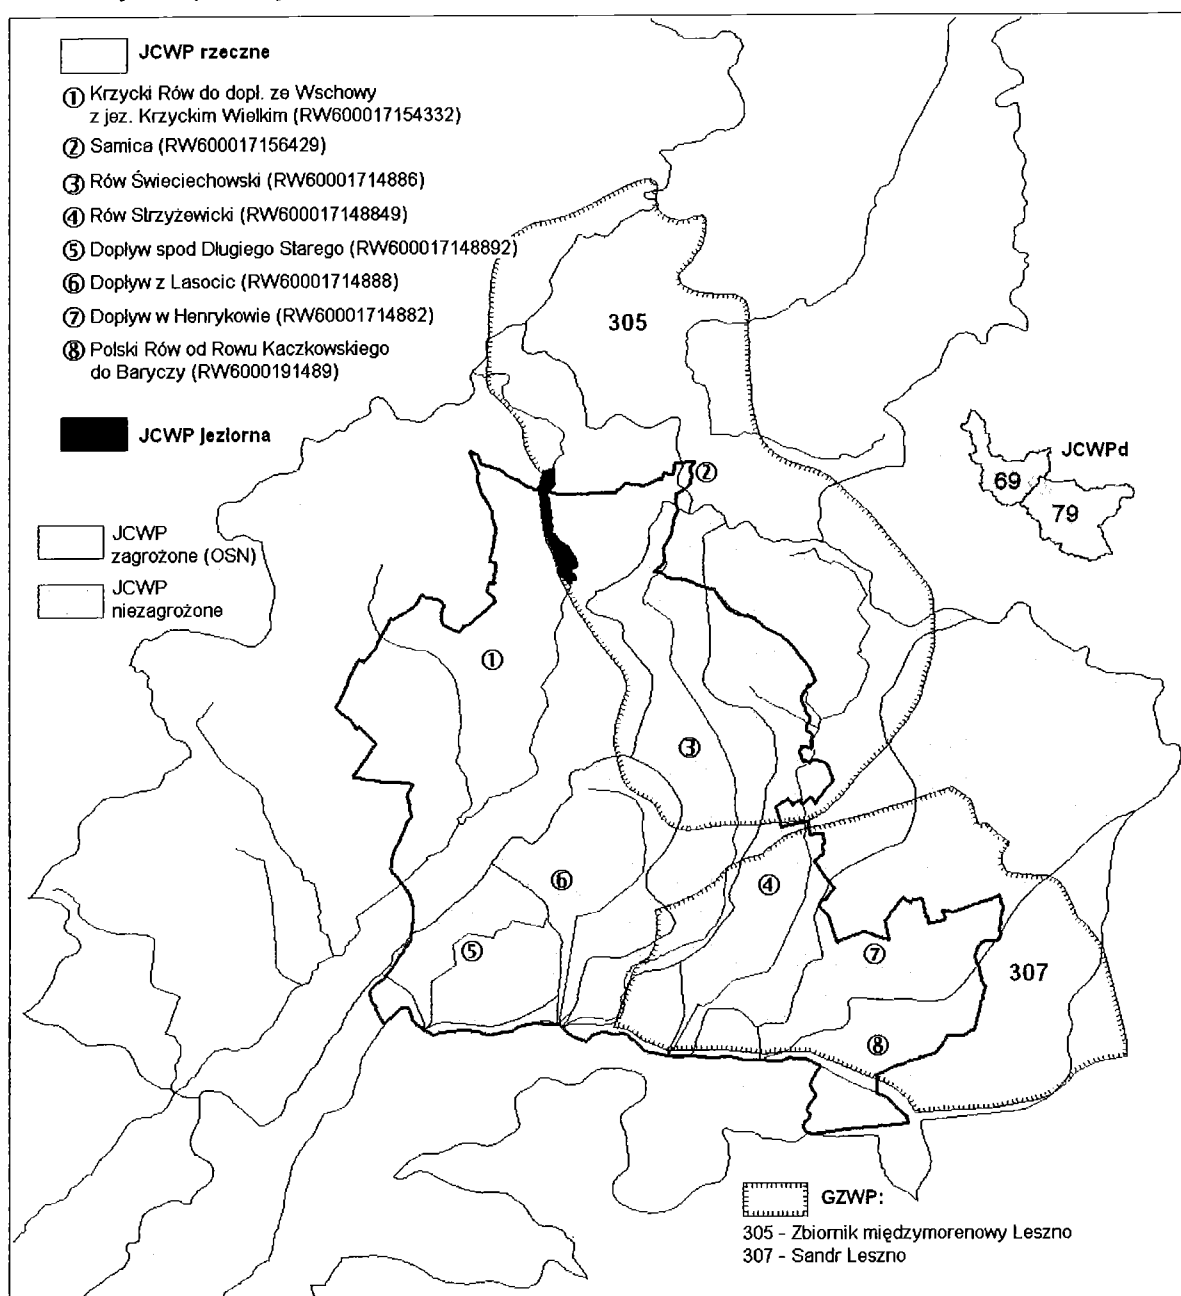 JCWP rzeczne
① Krzycki Rów do dopł. ze Wschowy
z jez. Krzyckim Wielkim (RW600017154332)
② Samica (RW600017156429)
③ Rów Święciechowski (RW60001714886)
④ Rów Strzyżewicki (RW600017148849)
⑤ Dopływ spod Długiego Starego (RW600017148892)
⑥ Dopływ z Lasocic (RW60001714888)
⑦ Dopływ w Henrykowie (RW60001714882)
⑧ Polski Rów od Rowu Kaczkowskiego
do Baryczy (RW6000191489)
JCWP jeziorna
JCWP
zagrożone (OSN)
JCWP
niezagrożone
305
②
JCWPd
69
79
①
③
⑥
④
⑤
⑦
307
⑧
GZWP:
305 - Zbiornik międzymorenowy Leszno
307 - Sandr Leszno